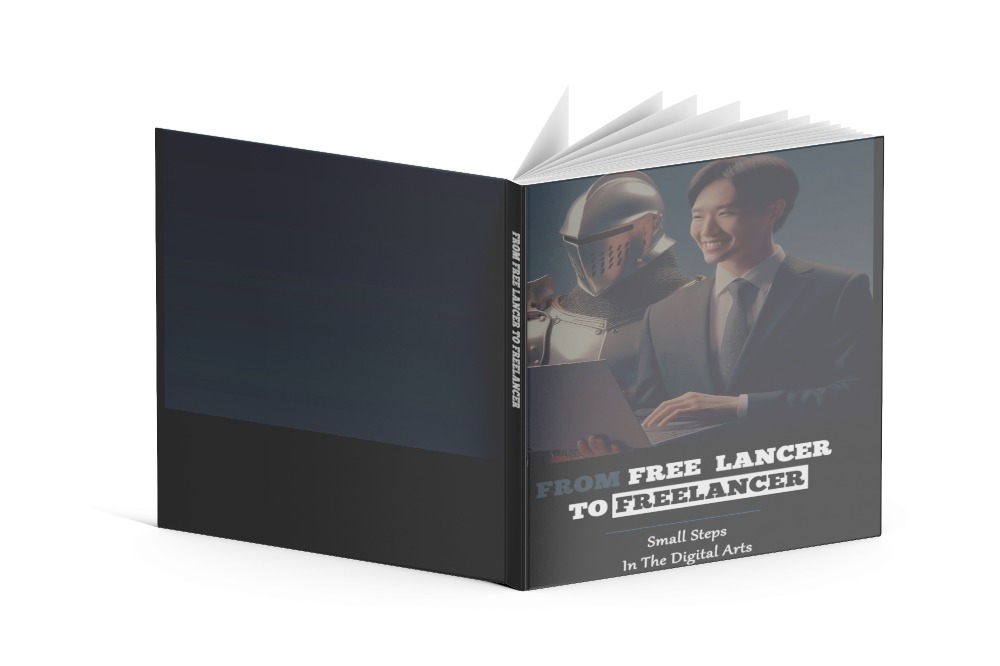 FROM FREE LANCER TO FREELANCER
FROM FREE LANCER
TO FREELANCER
Small Steps
In The Digital Arts